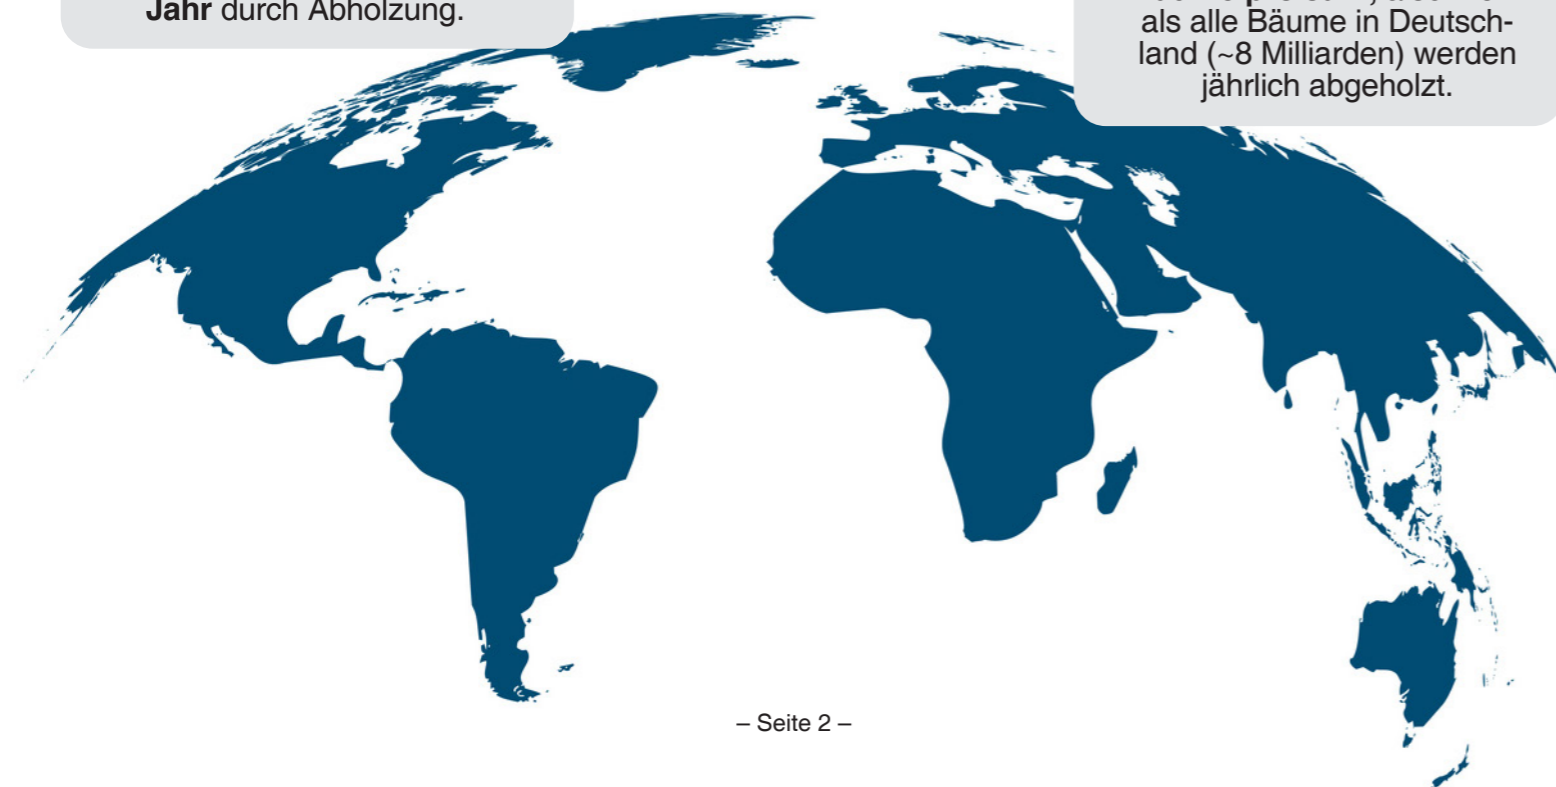 Jahr durch Abholzung.
als alle Bäume in Deutsch-
land (~8 Milliarden) werden
jährlich abgeholzt.
– Seite 2 –